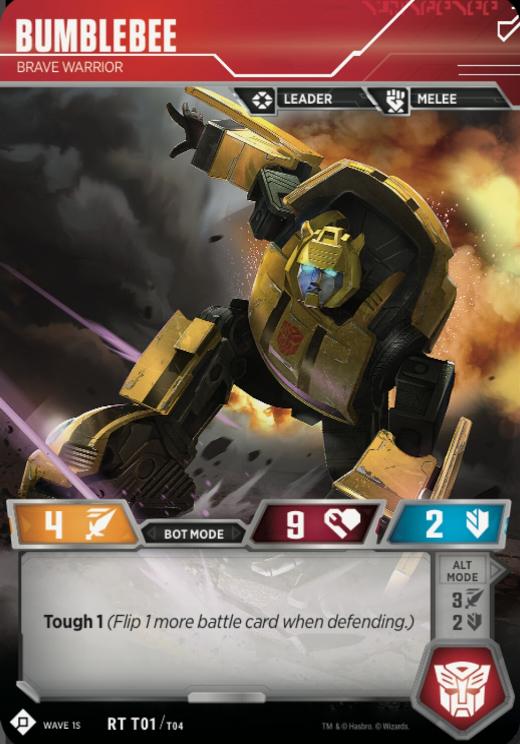 BUMBLEBEE
BRAVE WARRIOR
LEADER MELEE
4 BOT MODE 9 2
ALT
MODE
3
2
Tough 1 (Flip 1 more battle card when defending.)
WAVE 1S RT T01/T04 TM & © Hasbro. © Wizards.